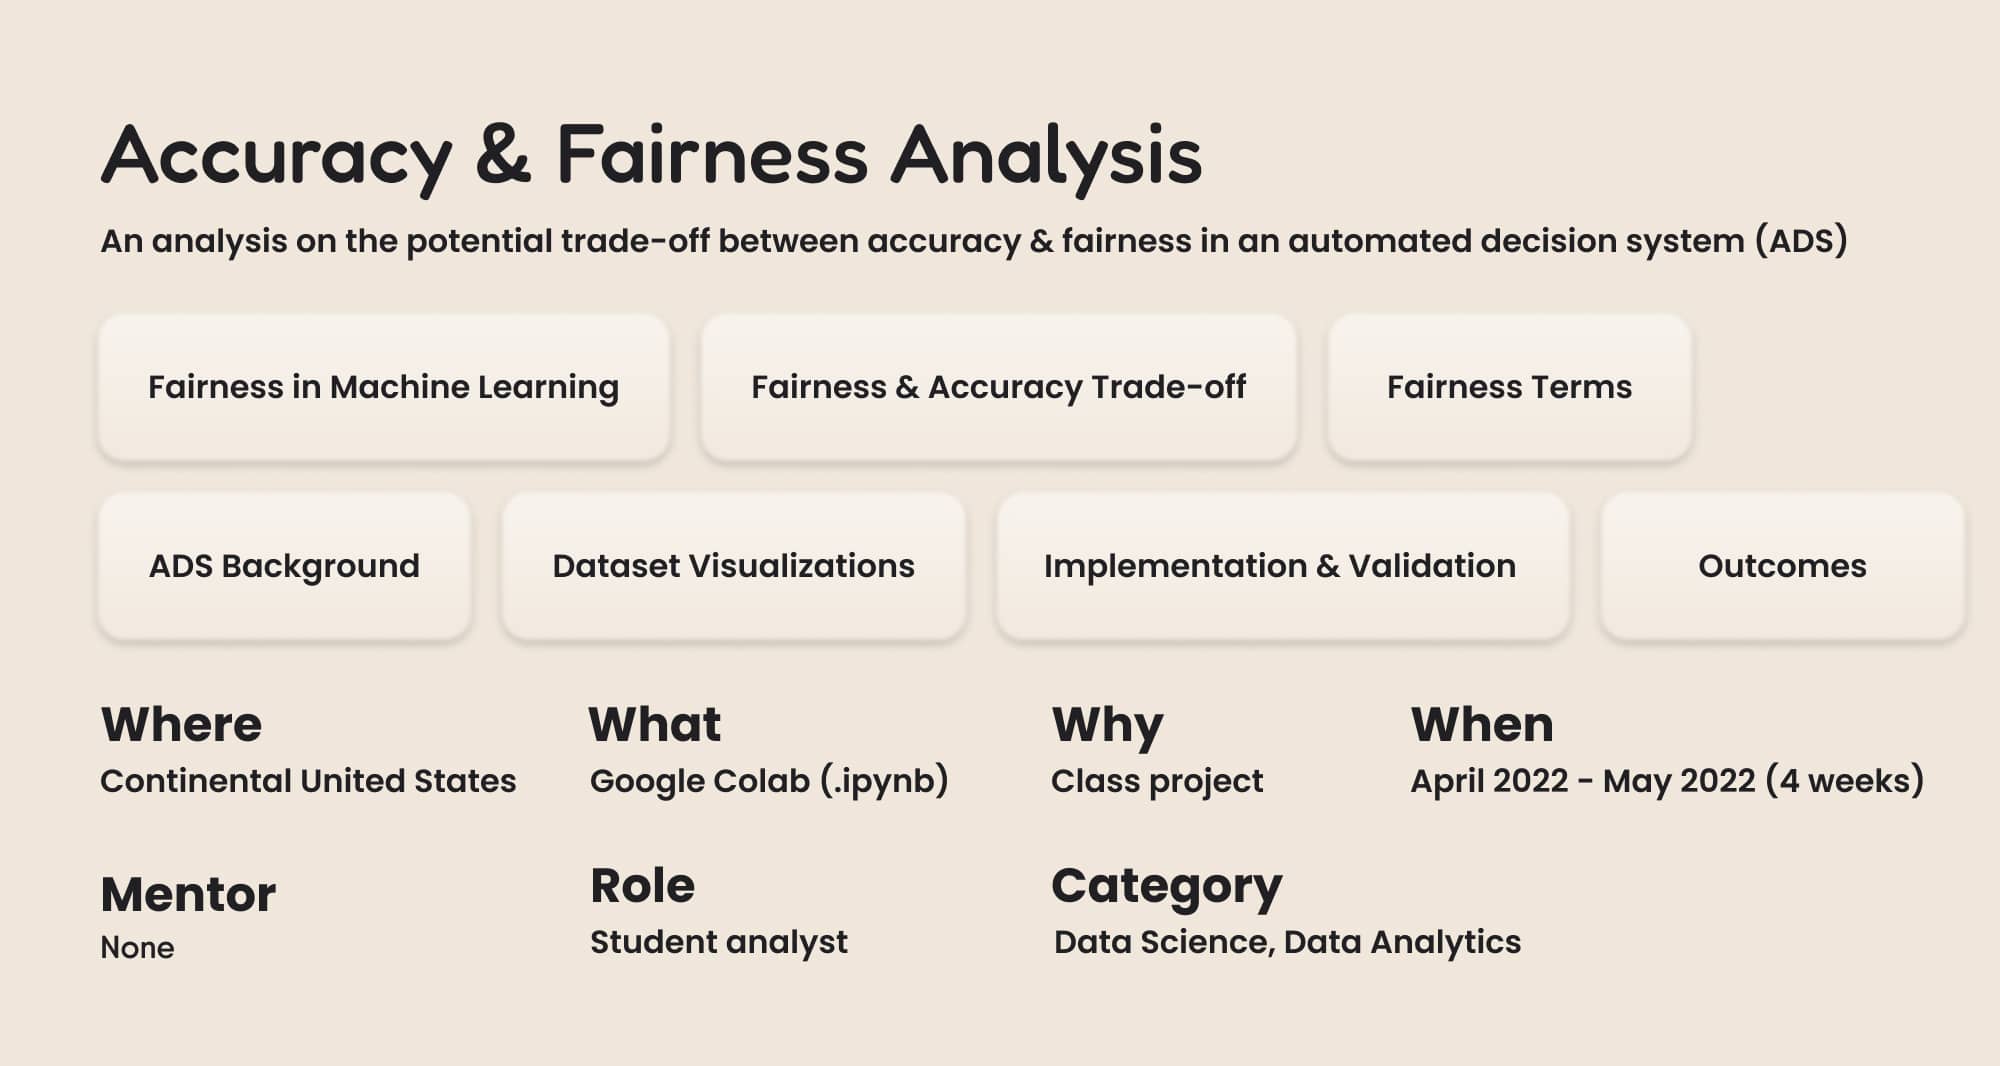 Accuracy & Fairness Analysis
An analysis on the potential trade-off between accuracy & fairness in an automated decision system (ADS)
Fairness in Machine Learning
Fairness & Accuracy Trade-off
Fairness Terms
ADS Background
Dataset Visualizations
Implementation & Validation
Outcomes
Where
Continental United States
What
Google Colab (.ipynb)
Why
Class project
When
April 2022 - May 2022 (4 weeks)
Mentor
None
Role
Student analyst
Category
Data Science, Data Analytics